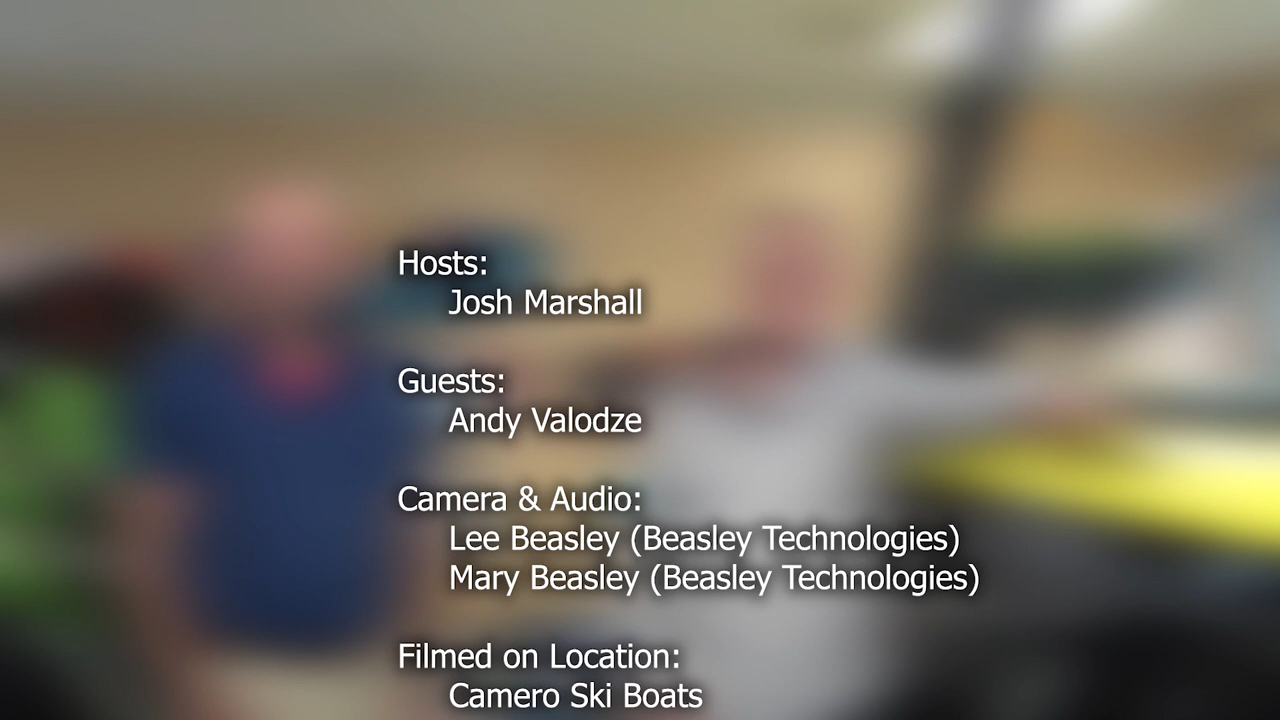 Hosts:
Josh Marshall
Guests:
Andy Valodze
Camera & Audio:
Lee Beasley (Beasley Technologies)
Mary Beasley (Beasley Technologies)
Filmed on Location:
Camero Ski Boats